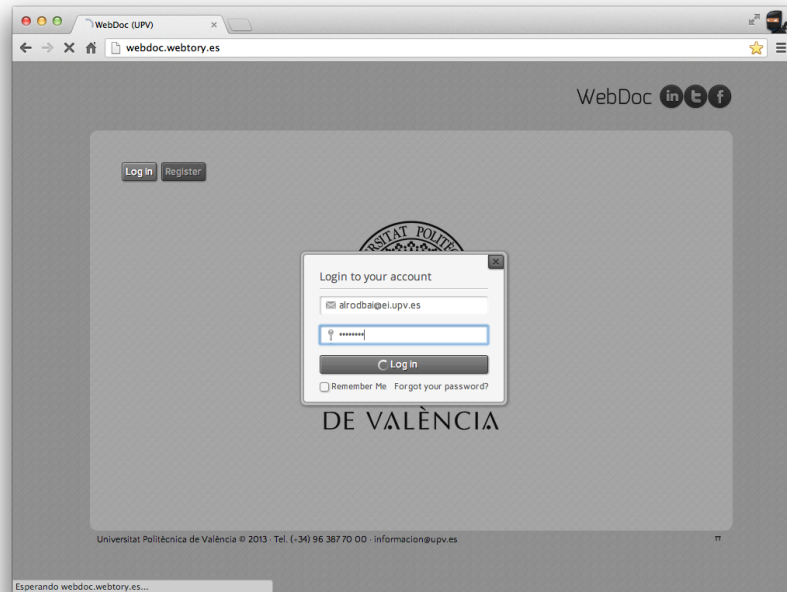 WebDoc (UPV)
webdoc.webtory.es
WebDoc in t f
Log in Register
Login to your account
alrodbai@ei.upv.es
••••••••
Log in
Remember Me Forgot your password?
DE VALÈNCIA
Universitat Politècnica de València © 2013 · Tel. (+34) 96 387 70 00 · informacion@upv.es
Esperando webdoc.webtory.es...